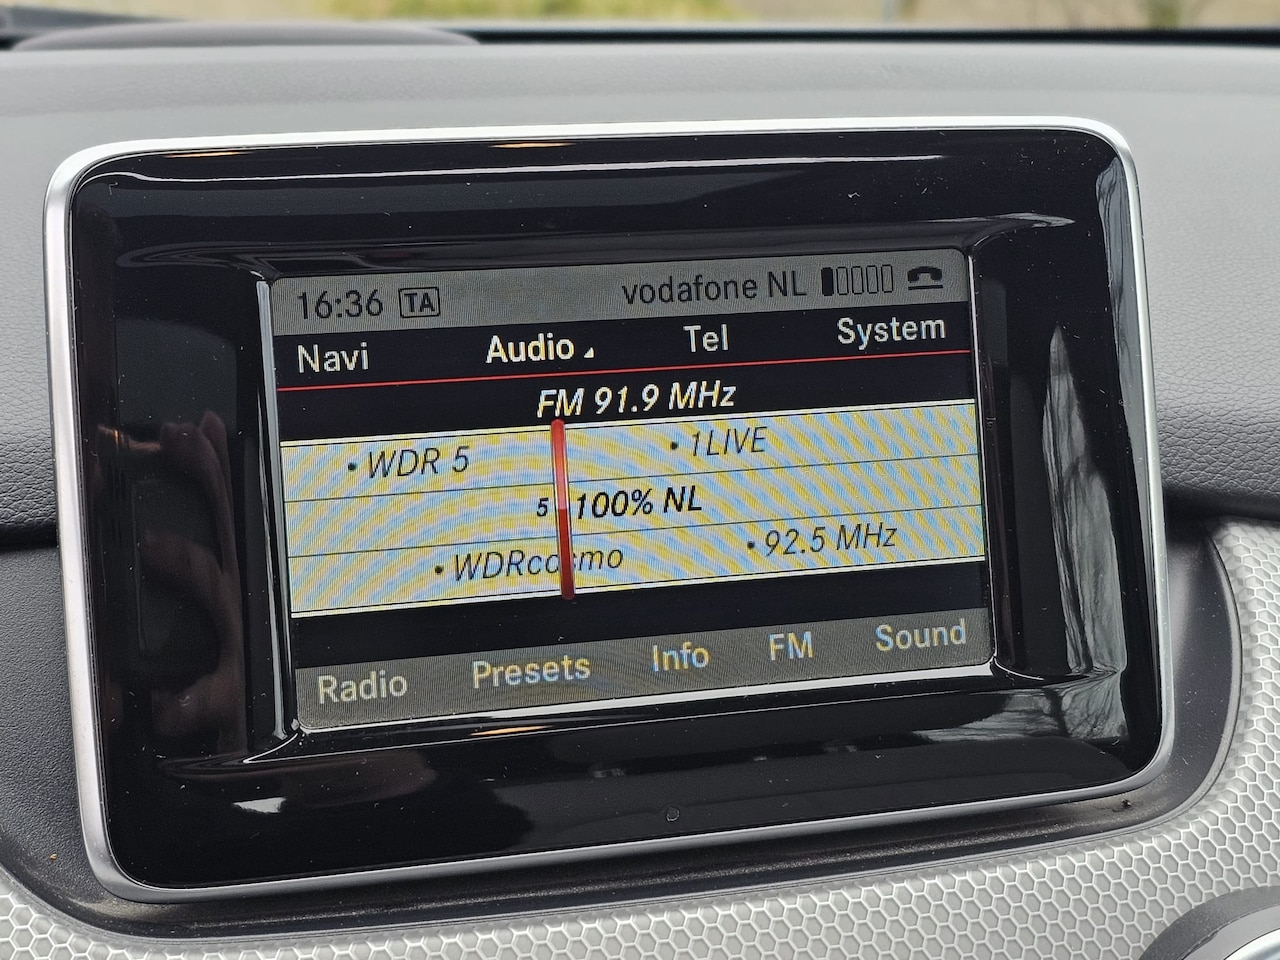 16:36 TA vodafone NL
Navi Audio Tel System
FM 91.9 MHz
• WDR 5 • 1LIVE
5 100% NL
• WDRcosmo • 92.5 MHz
Radio Presets Info FM Sound